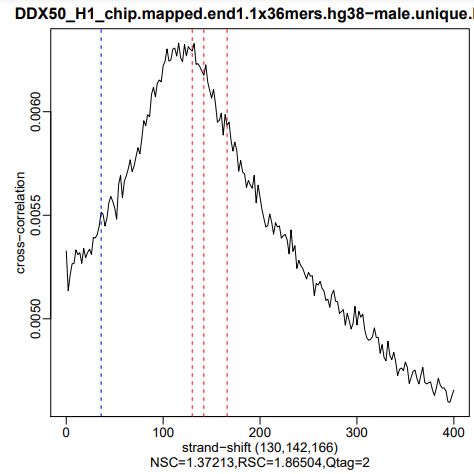 DDX50_H1_chip.mapped.end1.1x36mers.hg38−male.unique.
cross−correlation
0.0060
0.0055
0.0050
0 100 200 300 400
strand−shift (130,142,166)
NSC=1.37213,RSC=1.86504,Qtag=2